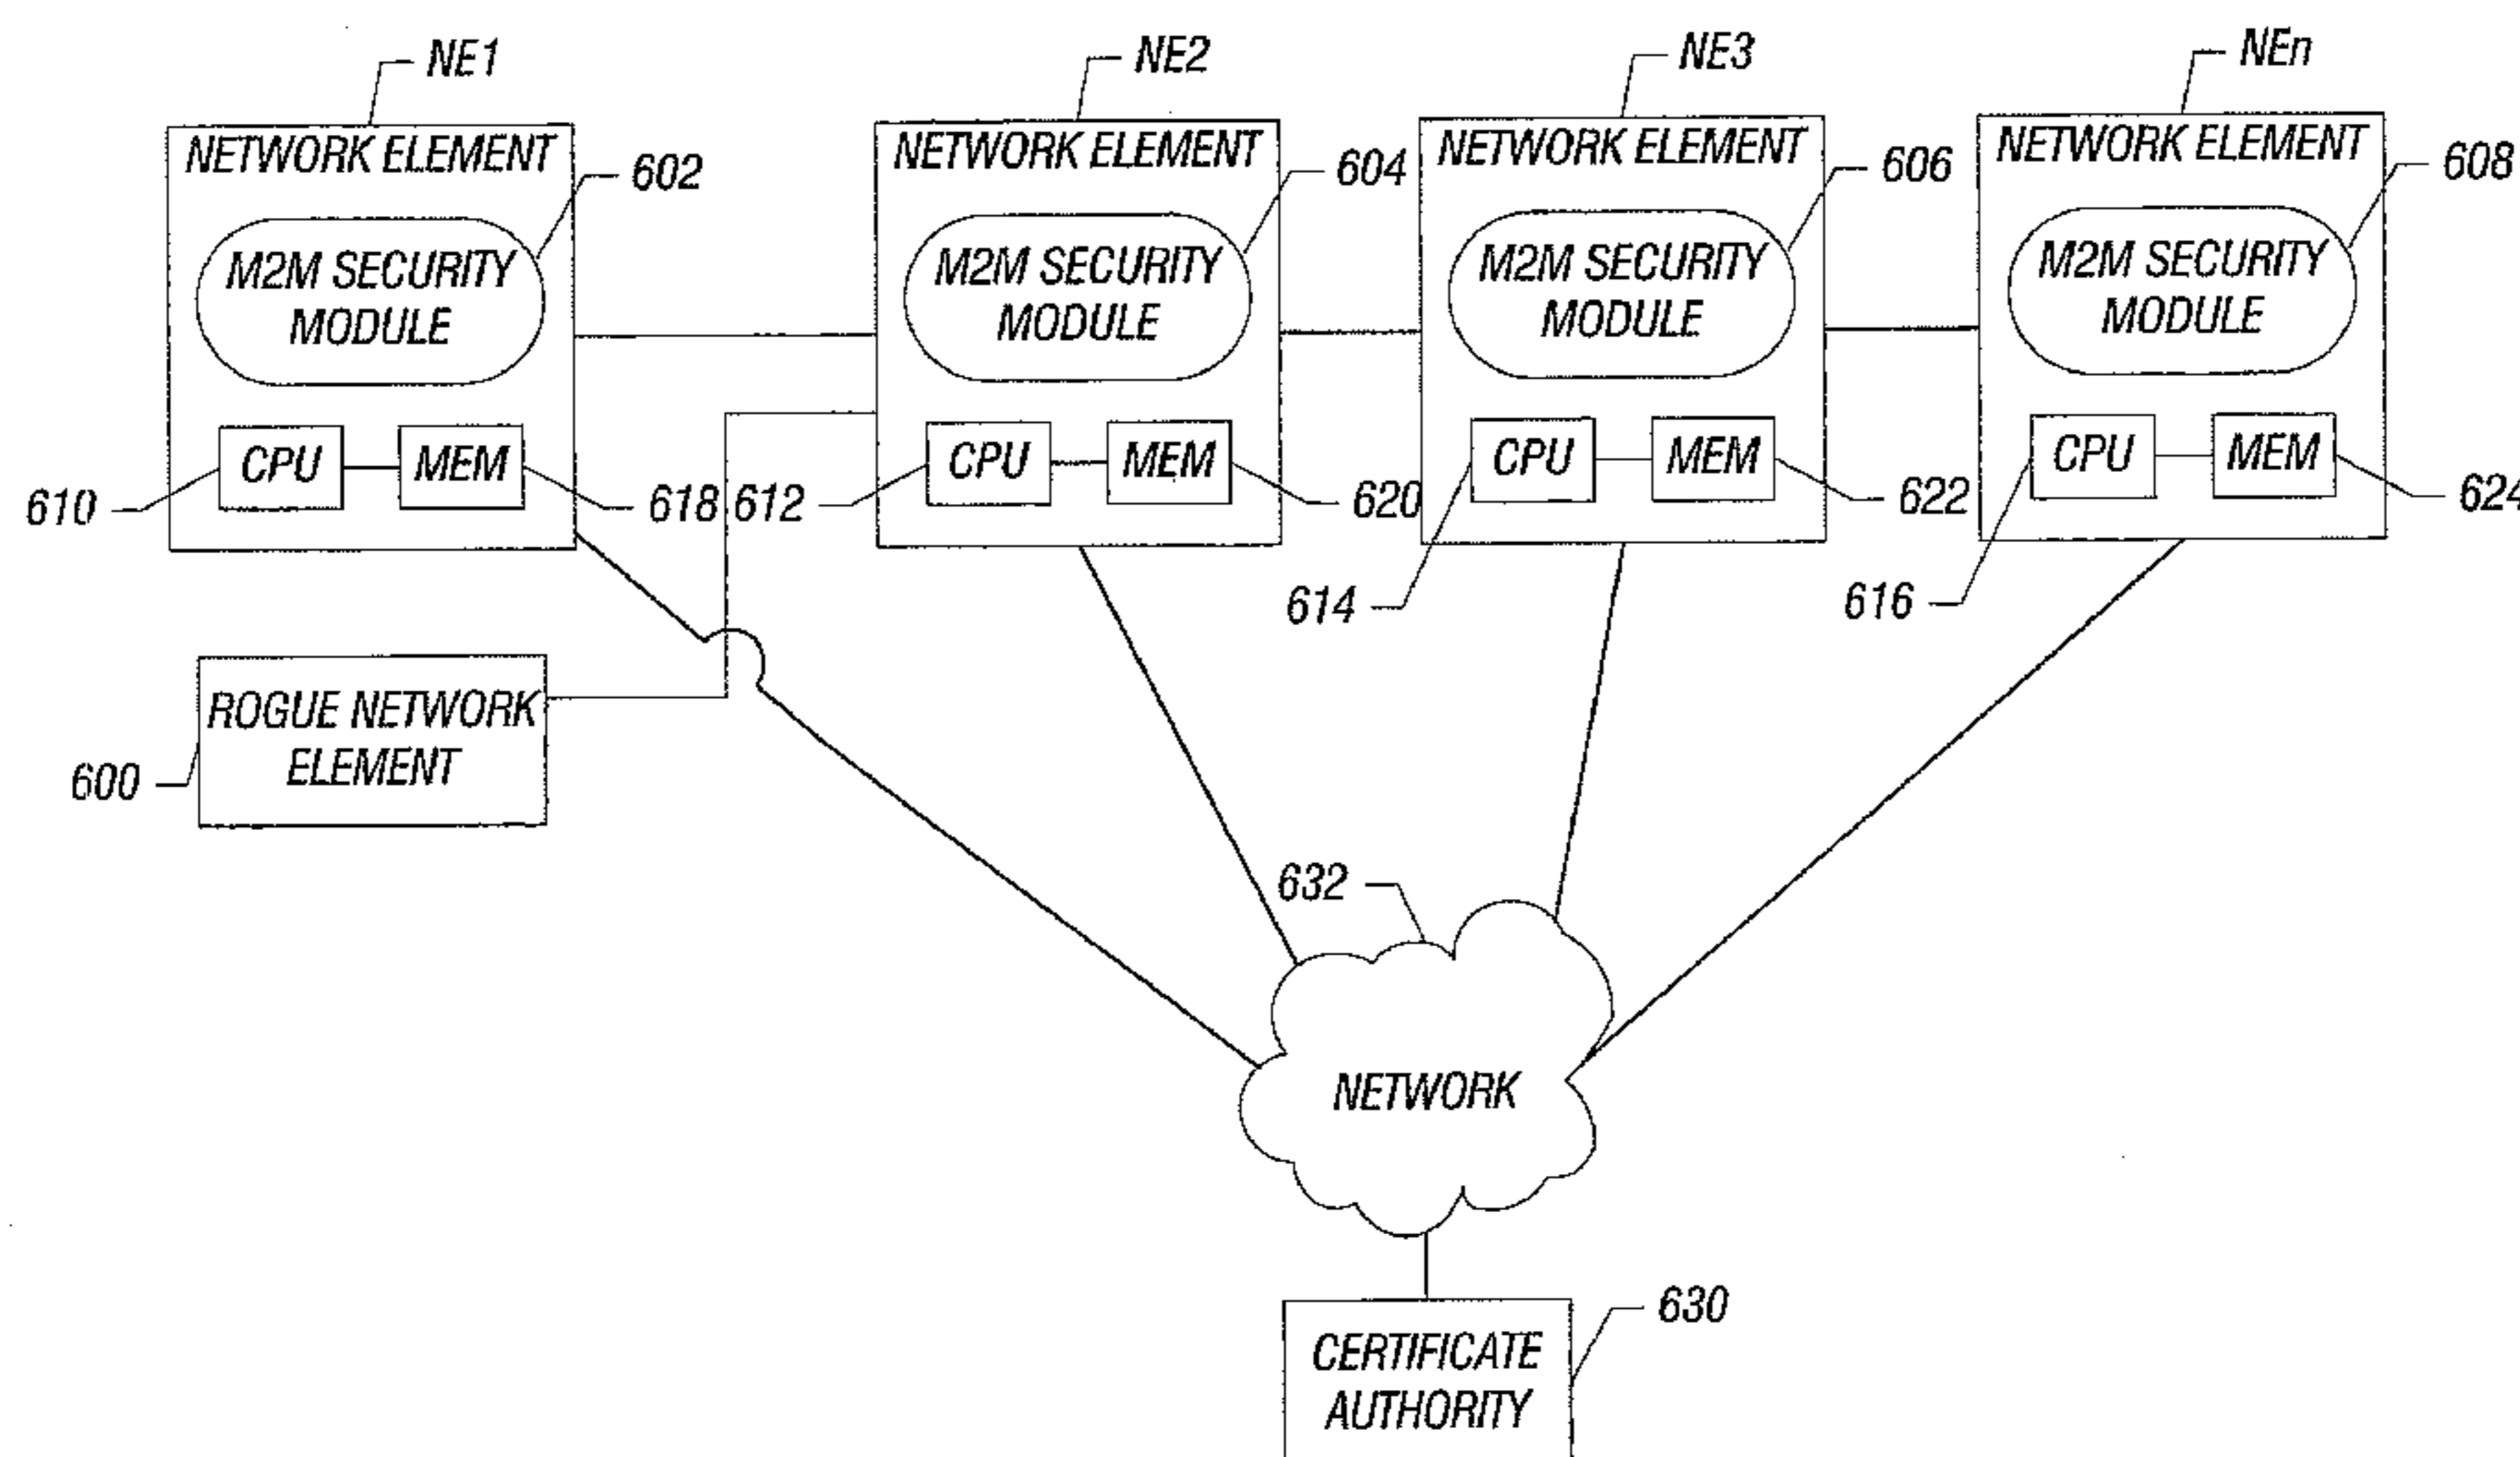 NE1
NE2
NE3
NEn
NETWORK ELEMENT
602
NETWORK ELEMENT
604
NETWORK ELEMENT
606
NETWORK ELEMENT
608
M2M SECURITY
MODULE
M2M SECURITY
MODULE
M2M SECURITY
MODULE
M2M SECURITY
MODULE
CPU
MEM
CPU
MEM
CPU
MEM
CPU
MEM
610
618
612
620
622
624
614
616
ROGUE NETWORK
ELEMENT
600
632
NETWORK
630
CERTIFICATE
AUTHORITY